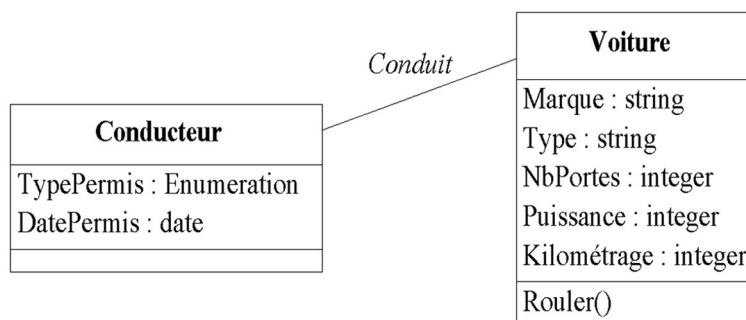 Conducteur
TypePermis : Enumeration
DatePermis : date
Conduit
Voiture
Marque : string
Type : string
NbPortes : integer
Puissance : integer
Kilométrage : integer
Rouler()